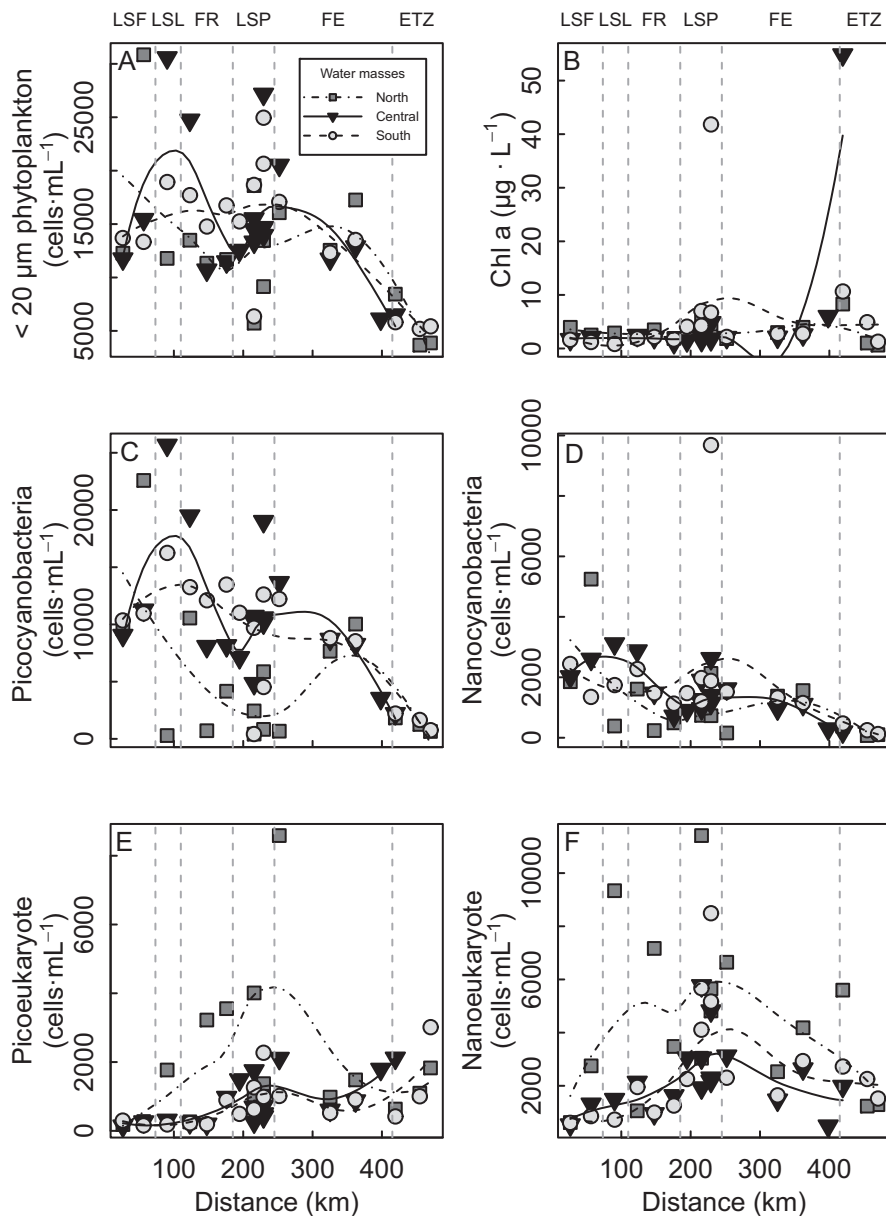 LSF LSL FR LSP FE ETZ LSF LSL FR LSP FE ETZ
A
Water masses
North
Central
South
< 20 µm phytoplankton
(cells·mL⁻¹)
5000 15000 25000
B
Chl a (µg · L⁻¹)
0 10 20 30 40 50
C
Picocyanobacteria
(cells·mL⁻¹)
0 10000 20000
D
Nanocyanobacteria
(cells·mL⁻¹)
0 2000 6000 10000
E
Picoeukaryote
(cells·mL⁻¹)
0 2000 6000
F
Nanoeukaryote
(cells·mL⁻¹)
2000 6000 10000
100 200 300 400
Distance (km)
100 200 300 400
Distance (km)